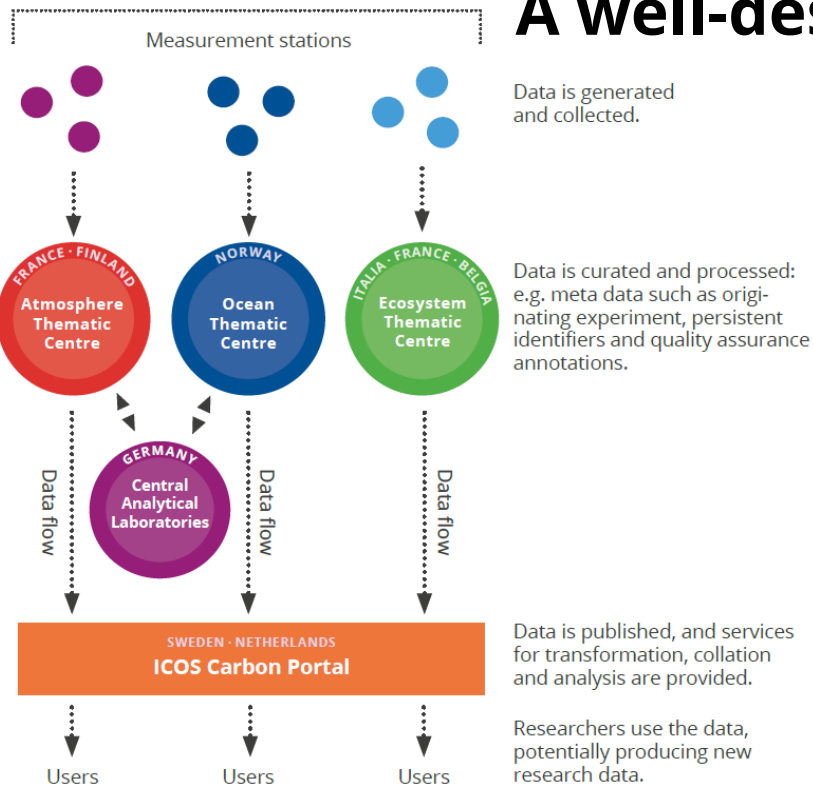 A well-des
Measurement stations
Data is generated
and collected.
FRANCE · FINLAND
Atmosphere
Thematic
Centre
NORWAY
Ocean
Thematic
Centre
ITALIA · FRANCE · BELGIA
Ecosystem
Thematic
Centre
Data is curated and processed:
e.g. meta data such as origi-
nating experiment, persistent
identifiers and quality assurance
annotations.
GERMANY
Central
Analytical
Laboratories
Data flow
Data flow
Data flow
SWEDEN · NETHERLANDS
ICOS Carbon Portal
Data is published, and services
for transformation, collation
and analysis are provided.
Users
Users
Users
Researchers use the data,
potentially producing new
research data.